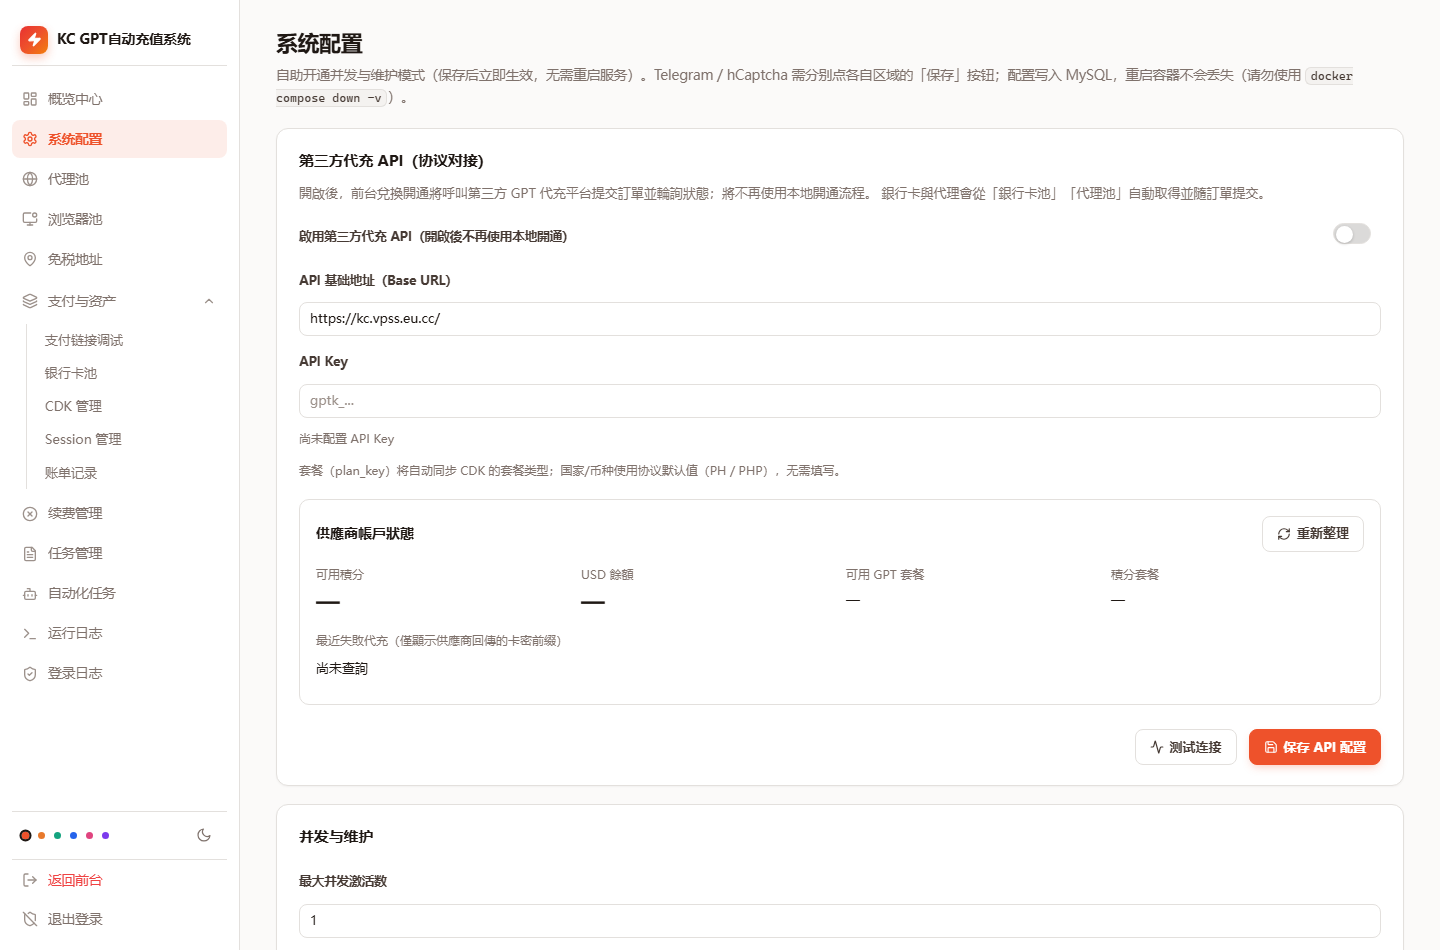 KC GPT自动充值系统
概览中心
系统配置
代理池
浏览器池
免税地址
支付与资产
支付链接调试
银行卡池
CDK 管理
Session 管理
账单记录
续费管理
任务管理
自动化任务
运行日志
登录日志
返回前台
退出登录
系统配置
自助开通并发与维护模式（保存后立即生效，无需重启服务）。Telegram / hCaptcha 需分别点各自区域的「保存」按钮；配置写入 MySQL，重启容器不会丢失（请勿使用 docker
compose down -v）。
第三方代充 API（协议对接）
開啟後，前台兌換開通將呼叫第三方 GPT 代充平台提交訂單並輪詢狀態；將不再使用本地開通流程。 銀行卡與代理會從「銀行卡池」「代理池」自動取得並隨訂單提交。
啟用第三方代充 API（開啟後不再使用本地開通）
API 基础地址（Base URL）
https://kc.vpss.eu.cc/
API Key
gptk_...
尚未配置 API Key
套餐（plan_key）将自动同步 CDK 的套餐类型；国家/币种使用协议默认值（PH / PHP），无需填写。
供應商帳戶狀態
重新整理
可用積分
—
USD 餘額
—
可用 GPT 套餐
—
積分套餐
—
最近失敗代充（僅顯示供應商回傳的卡密前綴）
尚未查詢
测试连接
保存 API 配置
并发与维护
最大并发激活数
1